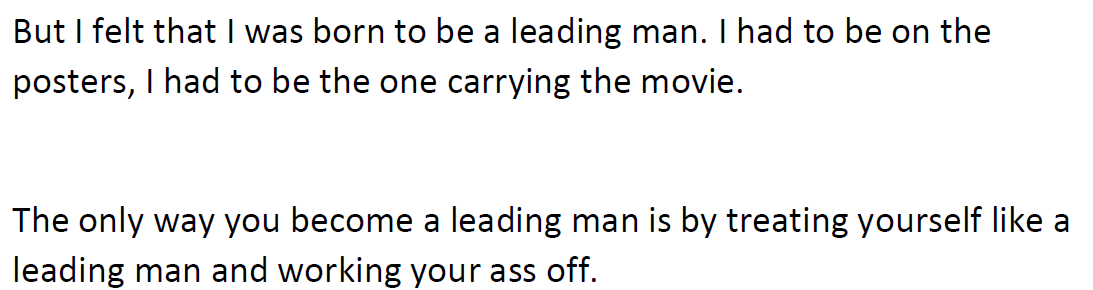 But I felt that I was born to be a leading man. I had to be on the
posters, I had to be the one carrying the movie.
The only way you become a leading man is by treating yourself like a
leading man and working your ass off.